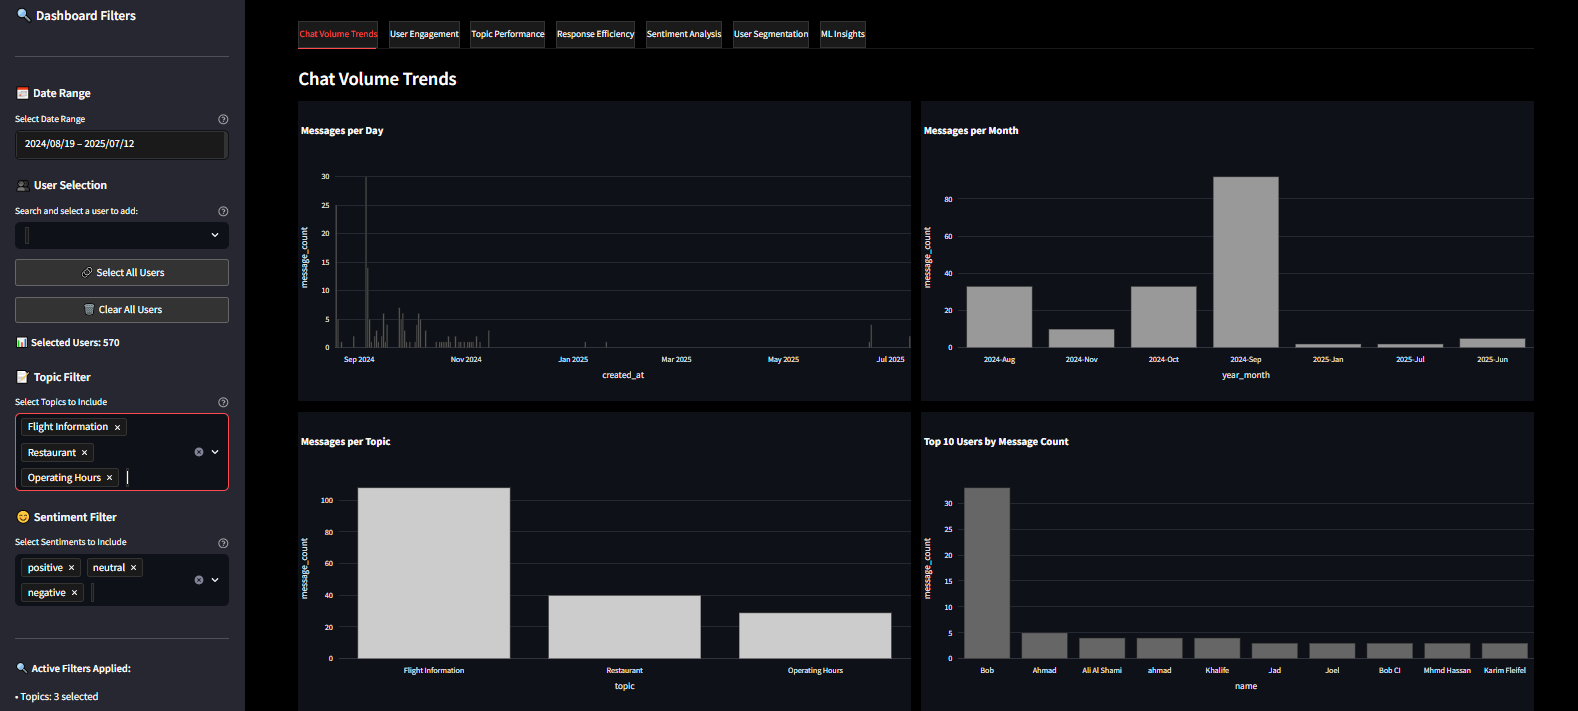 Dashboard Filters
Date Range
Select Date Range
2024/08/19 – 2025/07/12
User Selection
Search and select a user to add:
Select All Users
Clear All Users
Selected Users: 570
Topic Filter
Select Topics to Include
Flight Information ×
Restaurant ×
Operating Hours ×
Sentiment Filter
Select Sentiments to Include
positive × neutral ×
negative ×
Active Filters Applied:
• Topics: 3 selected
Chat Volume Trends User Engagement Topic Performance Response Efficiency Sentiment Analysis User Segmentation ML Insights
Chat Volume Trends
Messages per Day
message_count
30
25
20
15
10
5
0
Sep 2024 Nov 2024 Jan 2025 Mar 2025 May 2025 Jul 2025
created_at
Messages per Month
message_count
80
60
40
20
0
2024-Aug 2024-Nov 2024-Oct 2024-Sep 2025-Jan 2025-Jul 2025-Jun
year_month
Messages per Topic
message_count
100
80
60
40
20
0
Flight Information Restaurant Operating Hours
topic
Top 10 Users by Message Count
message_count
30
25
20
15
10
5
0
Bob Ahmad Ali Al Shami ahmad Khalife Jad Joel Bob CI Mhmd Hassan Karim Fleifel
name